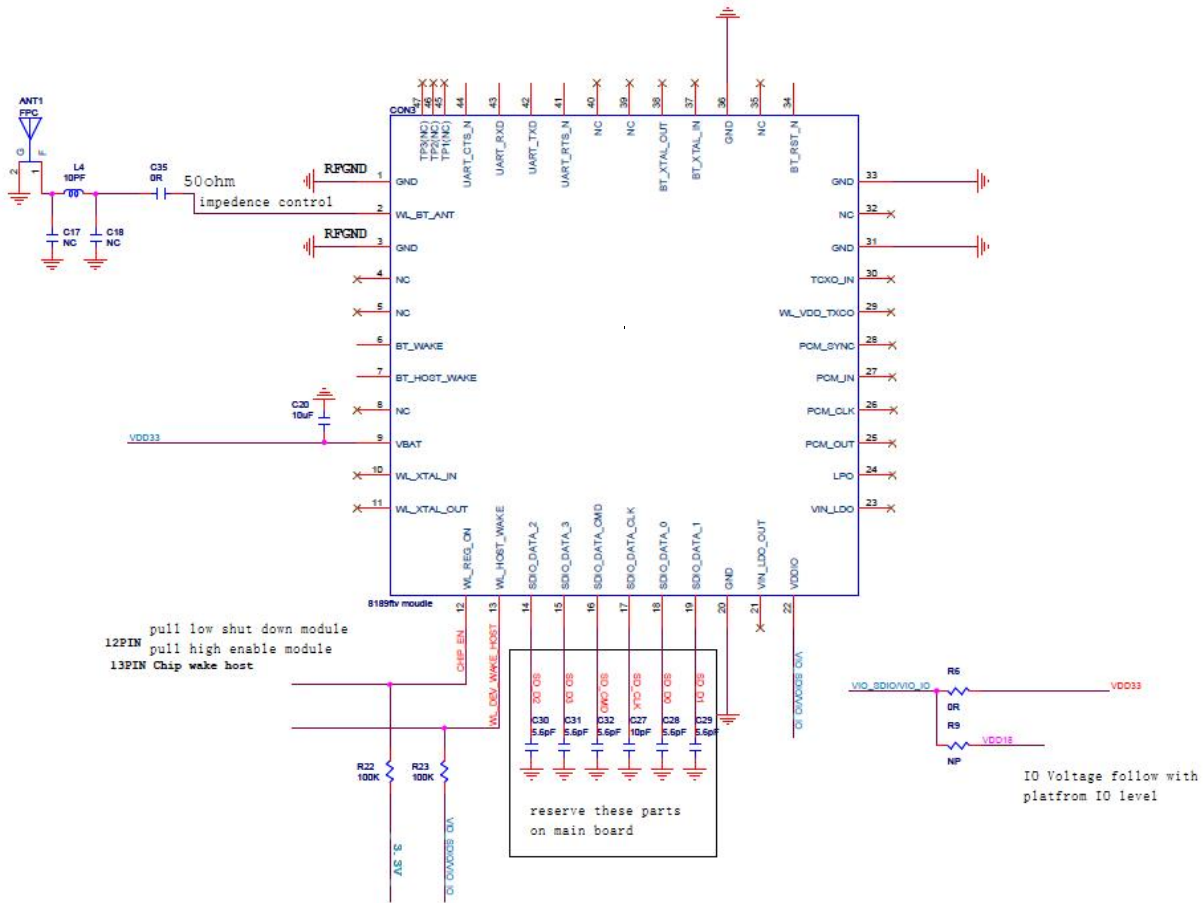 ANT1
FPC
G
F
2
1
L4
10PF
C35
0R
C17
NC
C18
NC
50ohm
impedence control
RFGND
RFGND
CON3
47
46
45
44
43
42
41
40
39
38
37
36
35
34
TP3(NC)
TP2(NC)
TP1(NC)
UART_CTS_N
UART_RXD
UART_TXD
UART_RTS_N
NC
NC
BT_XTAL_OUT
BT_XTAL_IN
GND
NC
BT_RST_N
1 GND
2 WL_BT_ANT
3 GND
4 NC
5 NC
6 BT_WAKE
7 BT_HOST_WAKE
8 NC
9 VBAT
10 WL_XTAL_IN
11 WL_XTAL_OUT
C20
10uF
VDD33
GND 33
NC 32
GND 31
TCXO_IN 30
WL_VDD_TXCO 29
PCM_SYNC 28
PCM_IN 27
PCM_CLK 26
PCM_OUT 25
LPO 24
VIN_LDO 23
WL_REG_ON
WL_HOST_WAKE
SDIO_DATA_2
SDIO_DATA_3
SDIO_DATA_CMD
SDIO_DATA_CLK
SDIO_DATA_0
SDIO_DATA_1
GND
VIN_LDO_OUT
VDDIO
8189ftv moudle
12
13
14
15
16
17
18
19
20
21
22
12PIN
pull low shut down module
pull high enable module
13PIN Chip wake host
CHIP_EN
WL_DEV_WAKE_HOST
SD_D2
SD_D3
SD_CMD
SD_CLK
SD_D0
SD_D1
VIO_SDIO/VIO_IO
C30
5.6pF
C31
5.6pF
C32
5.6pF
C27
10pF
C28
5.6pF
C29
5.6pF
reserve these parts
on main board
R22
100K
R23
100K
3.3V
VIO_SDIO/VIO_IO
VIO_SDIO/VIO_IO
R6
0R
VDD33
R9
NP
VDD18
IO Voltage follow with
platfrom IO level